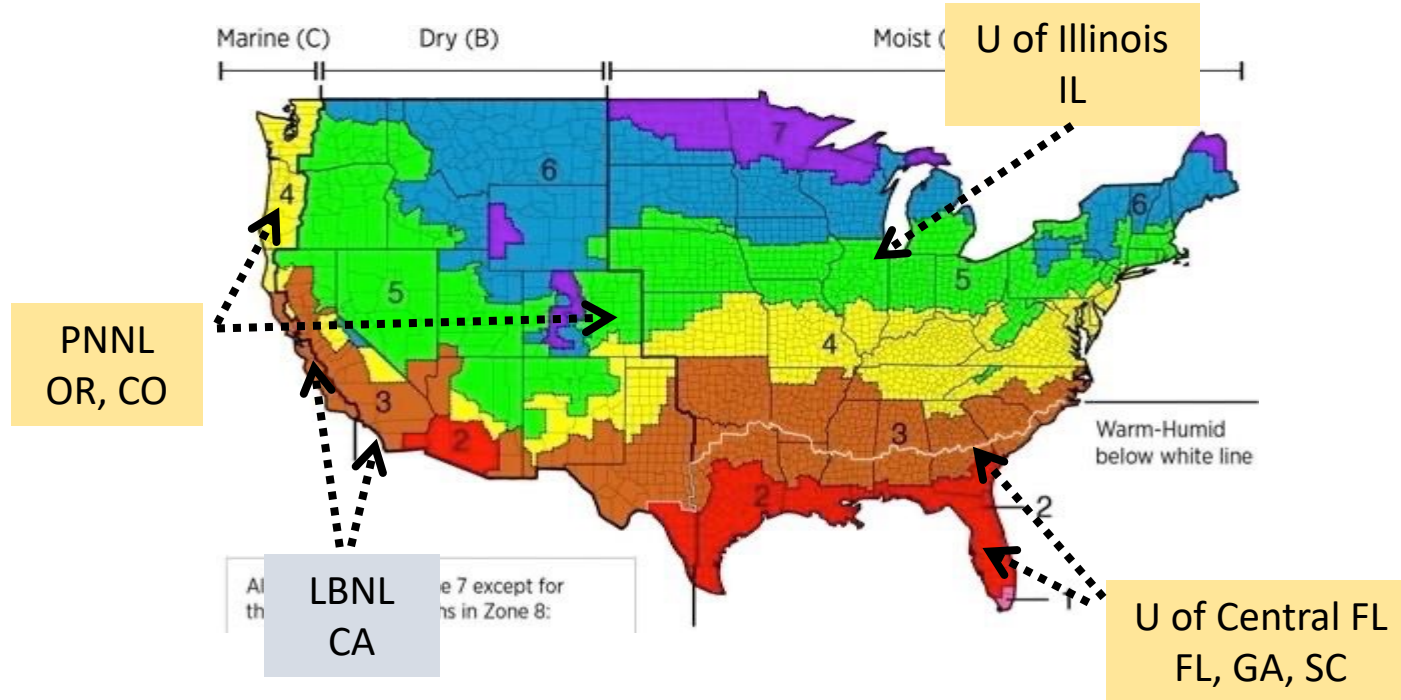 Marine (C)
Dry (B)
Moist (
U of Illinois
IL
7
6
4
6
5
5
PNNL
OR, CO
4
3
3
2
Warm-Humid
below white line
2
2
1
LBNL
CA
e 7 except for
th
in Zone 8:
U of Central FL
FL, GA, SC